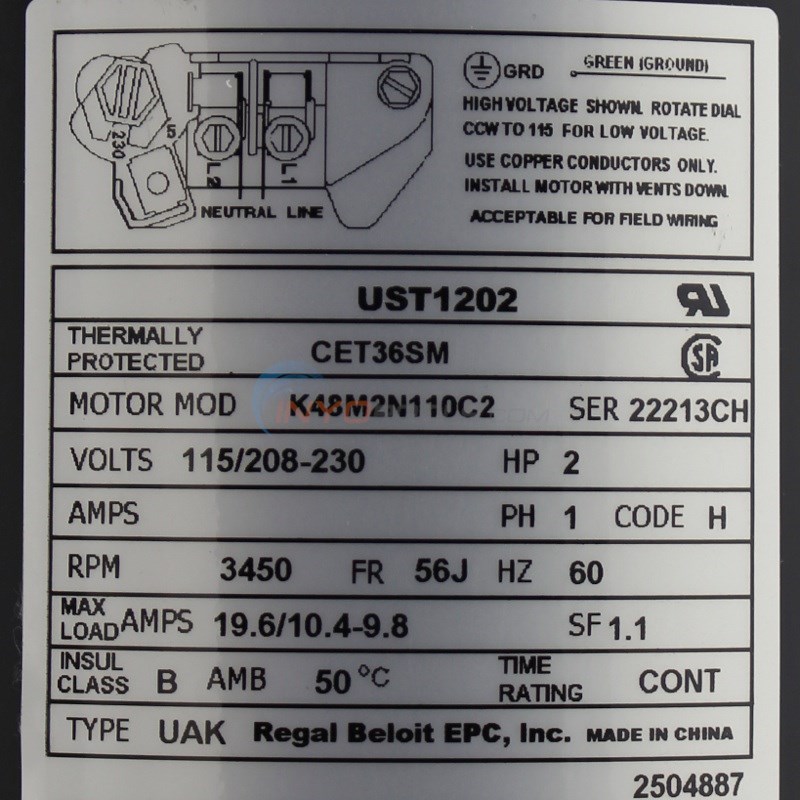 GRD GREEN (GROUND)
HIGH VOLTAGE SHOWN. ROTATE DIAL
CCW TO 115 FOR LOW VOLTAGE.
USE COPPER CONDUCTORS ONLY.
INSTALL MOTOR WITH VENTS DOWN.
ACCEPTABLE FOR FIELD WIRING
230 5
L2 L1
NEUTRAL LINE
UST1202
THERMALLY
PROTECTED CET36SM
MOTOR MOD K48M2N110C2 SER 22213CH
VOLTS 115/208-230 HP 2
AMPS PH 1 CODE H
RPM 3450 FR 56J HZ 60
MAX
LOAD AMPS 19.6/10.4-9.8 SF 1.1
INSUL
CLASS B AMB 50 °C TIME
RATING CONT
TYPE UAK Regal Beloit EPC, Inc. MADE IN CHINA
2504887